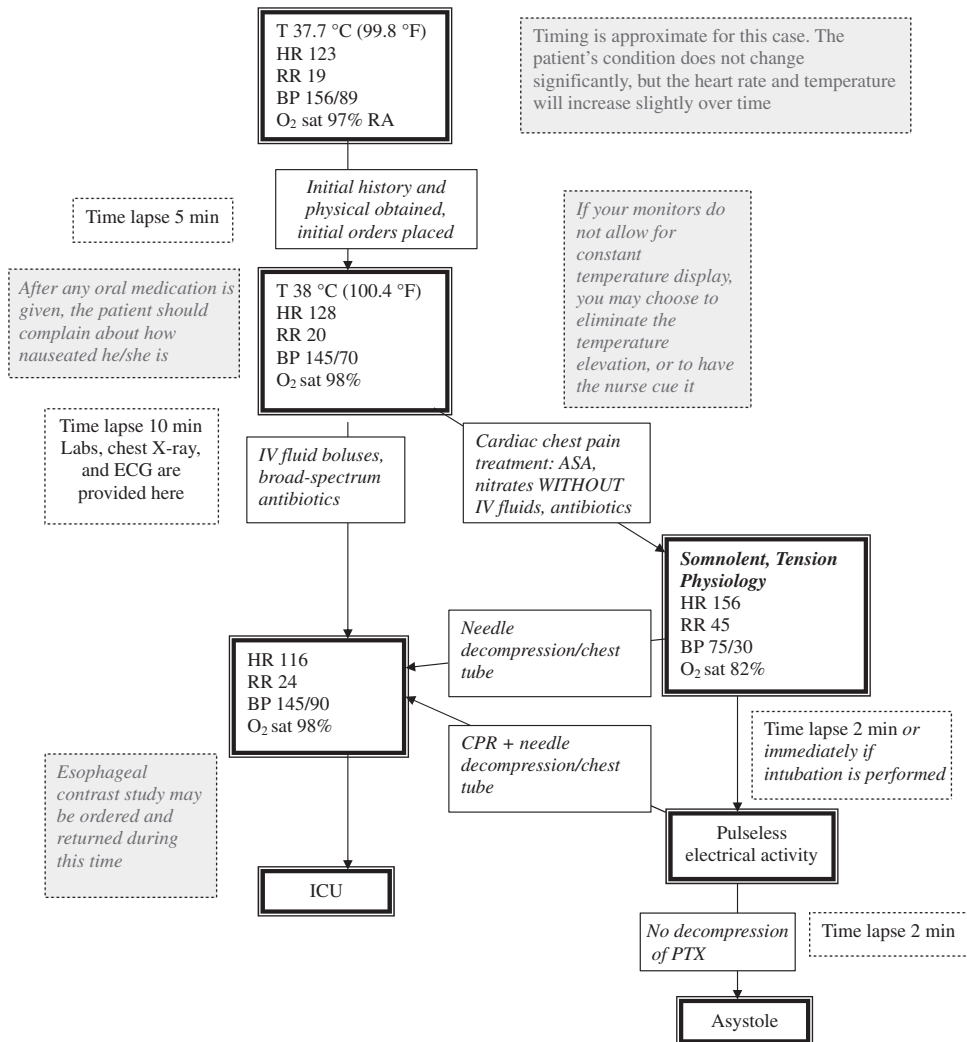 T 37.7 °C (99.8 °F)
HR 123
RR 19
BP 156/89
O₂ sat 97% RA
Timing is approximate for this case. The
patient's condition does not change
significantly, but the heart rate and temperature
will increase slightly over time
Initial history and
physical obtained,
initial orders placed
Time lapse 5 min
If your monitors do
not allow for
constant
temperature display,
you may choose to
eliminate the
temperature
elevation, or to have
the nurse cue it
After any oral medication is
given, the patient should
complain about how
nauseated he/she is
T 38 °C (100.4 °F)
HR 128
RR 20
BP 145/70
O₂ sat 98%
Time lapse 10 min
Labs, chest X-ray,
and ECG are
provided here
IV fluid boluses,
broad-spectrum
antibiotics
Cardiac chest pain
treatment: ASA,
nitrates WITHOUT
IV fluids, antibiotics
Somnolent, Tension
Physiology
HR 156
RR 45
BP 75/30
O₂ sat 82%
Needle
decompression/chest
tube
HR 116
RR 24
BP 145/90
O₂ sat 98%
CPR + needle
decompression/chest
tube
Time lapse 2 min or
immediately if
intubation is performed
Esophageal
contrast study may
be ordered and
returned during
this time
Pulseless
electrical activity
ICU
No decompression
of PTX
Time lapse 2 min
Asystole